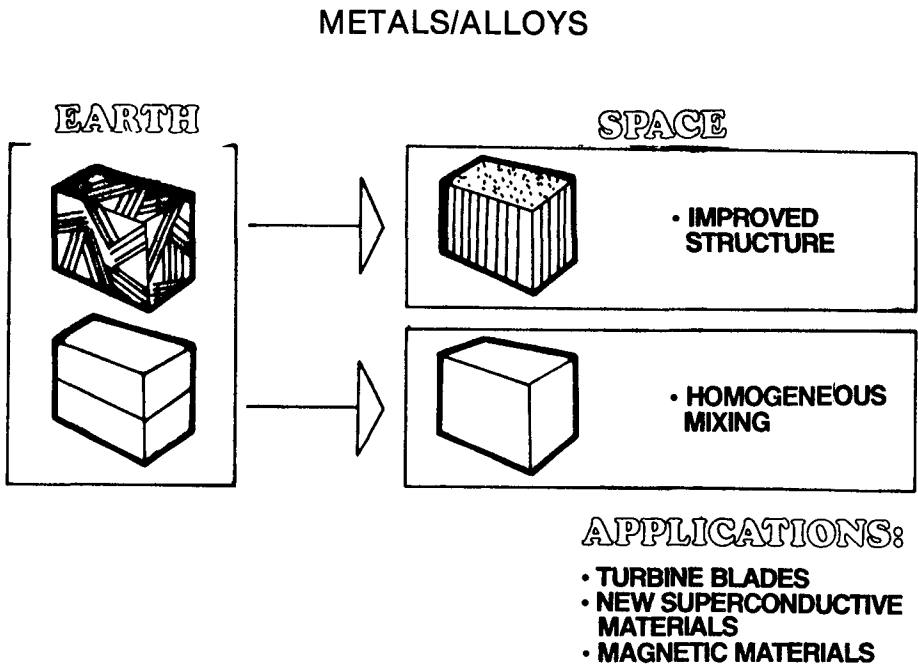 METALS/ALLOYS
EARTH
SPACE
• IMPROVED
STRUCTURE
• HOMOGENEOUS
MIXING
APPLICATIONS:
• TURBINE BLADES
• NEW SUPERCONDUCTIVE
MATERIALS
• MAGNETIC MATERIALS